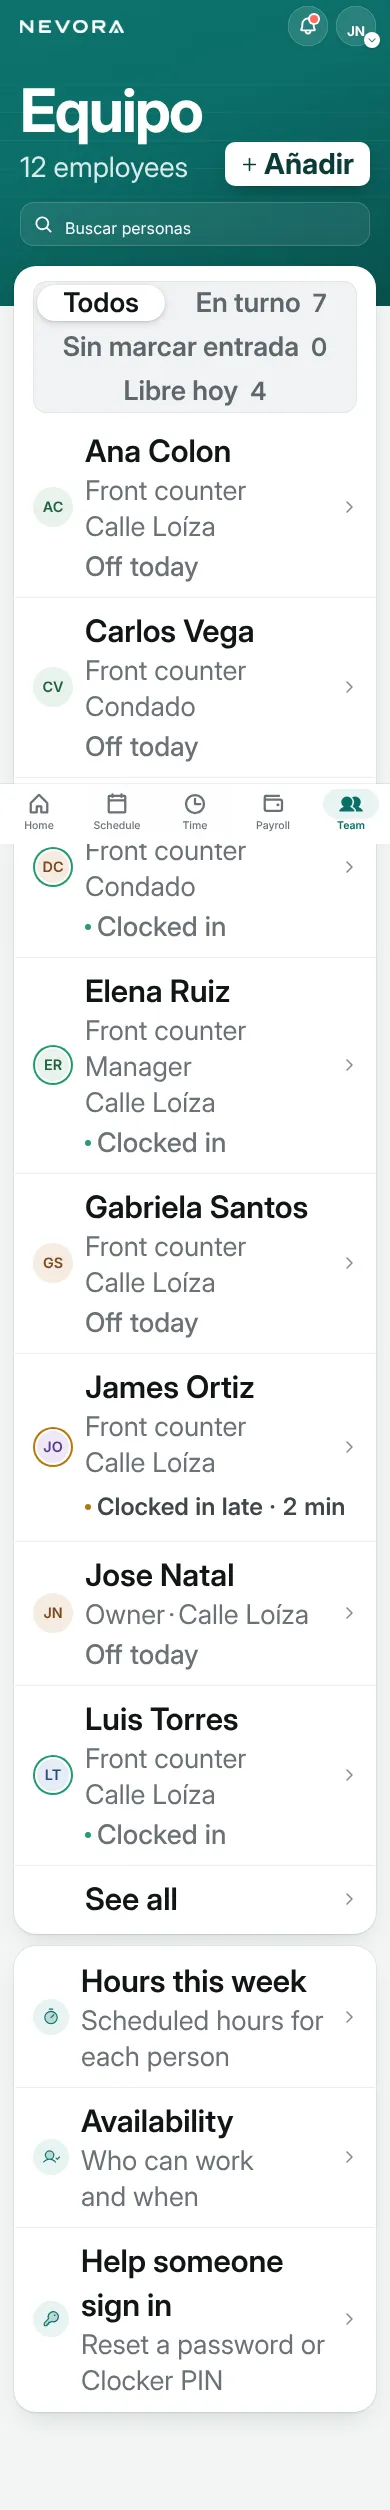 NEVORA
JN
Equipo
12 employees
+ Añadir
Buscar personas
Todos
En turno 7
Sin marcar entrada 0
Libre hoy 4
Ana Colon
AC
Front counter
Calle Loíza
Off today
Carlos Vega
CV
Front counter
Condado
Off today
Home
Schedule
Time
Payroll
Team
DC
Front counter
Condado
Clocked in
Elena Ruiz
ER
Front counter
Manager
Calle Loíza
Clocked in
Gabriela Santos
GS
Front counter
Calle Loíza
Off today
James Ortiz
JO
Front counter
Calle Loíza
Clocked in late · 2 min
Jose Natal
JN
Owner · Calle Loíza
Off today
Luis Torres
LT
Front counter
Calle Loíza
Clocked in
See all
Hours this week
Scheduled hours for
each person
Availability
Who can work
and when
Help someone
sign in
Reset a password or
Clocker PIN